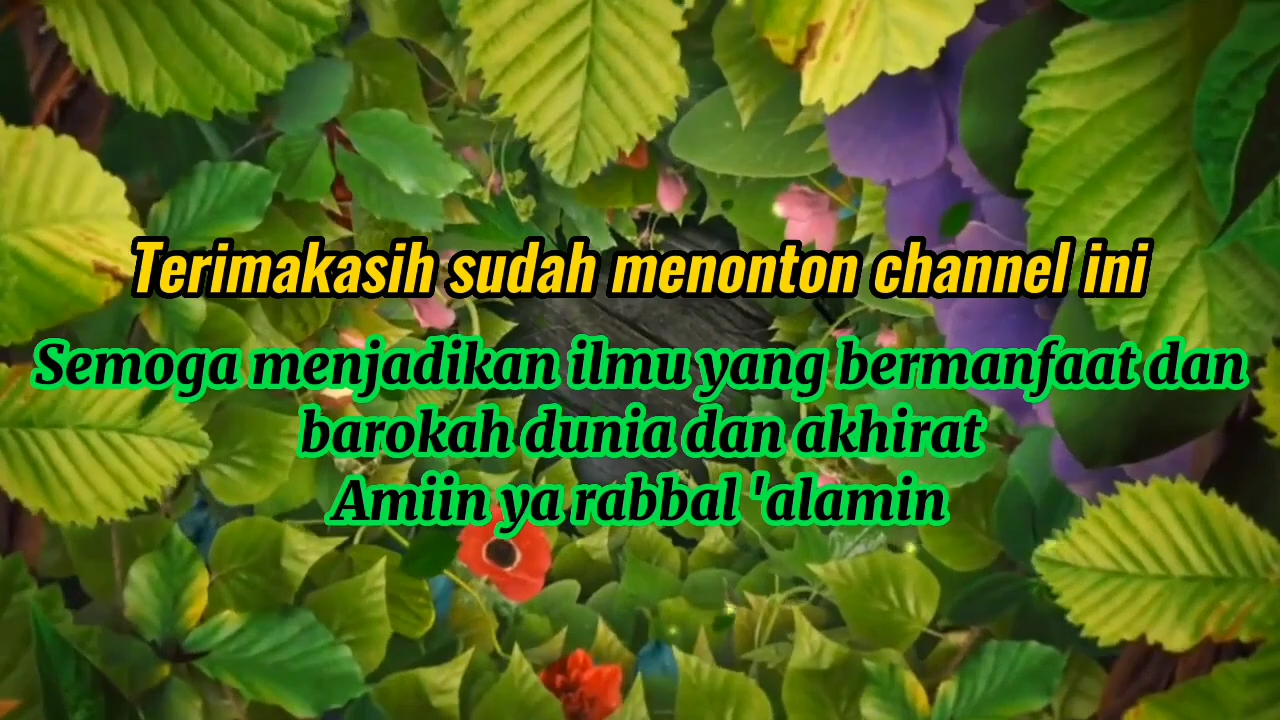 Terimakasih sudah menonton channel ini
Semoga menjadikan ilmu yang bermanfaat dan
barokah dunia dan akhirat
Amiin ya rabbal 'alamin